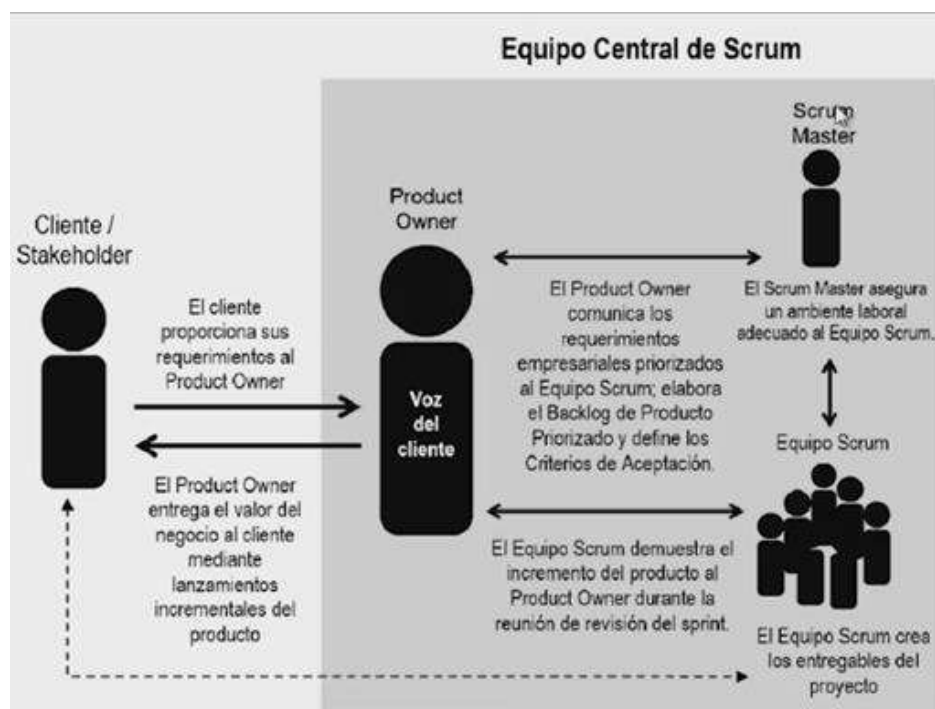 Equipo Central de Scrum
Scrum
Master
Product
Owner
Cliente /
Stakeholder
El cliente
proporciona sus
requerimientos al
Product Owner
Voz
del
cliente
El Product Owner
comunica los
requerimientos
empresariales priorizados
al Equipo Scrum; elabora
el Backlog de Producto
Priorizado y define los
Criterios de Aceptación.
El Scrum Master asegura
un ambiente laboral
adecuado al Equipo Scrum.
Equipo Scrum
El Product Owner
entrega el valor del
negocio al cliente
mediante
lanzamientos
incrementales del
producto
El Equipo Scrum demuestra el
incremento del producto al
Product Owner durante la
reunión de revisión del sprint.
El Equipo Scrum crea
los entregables del
proyecto